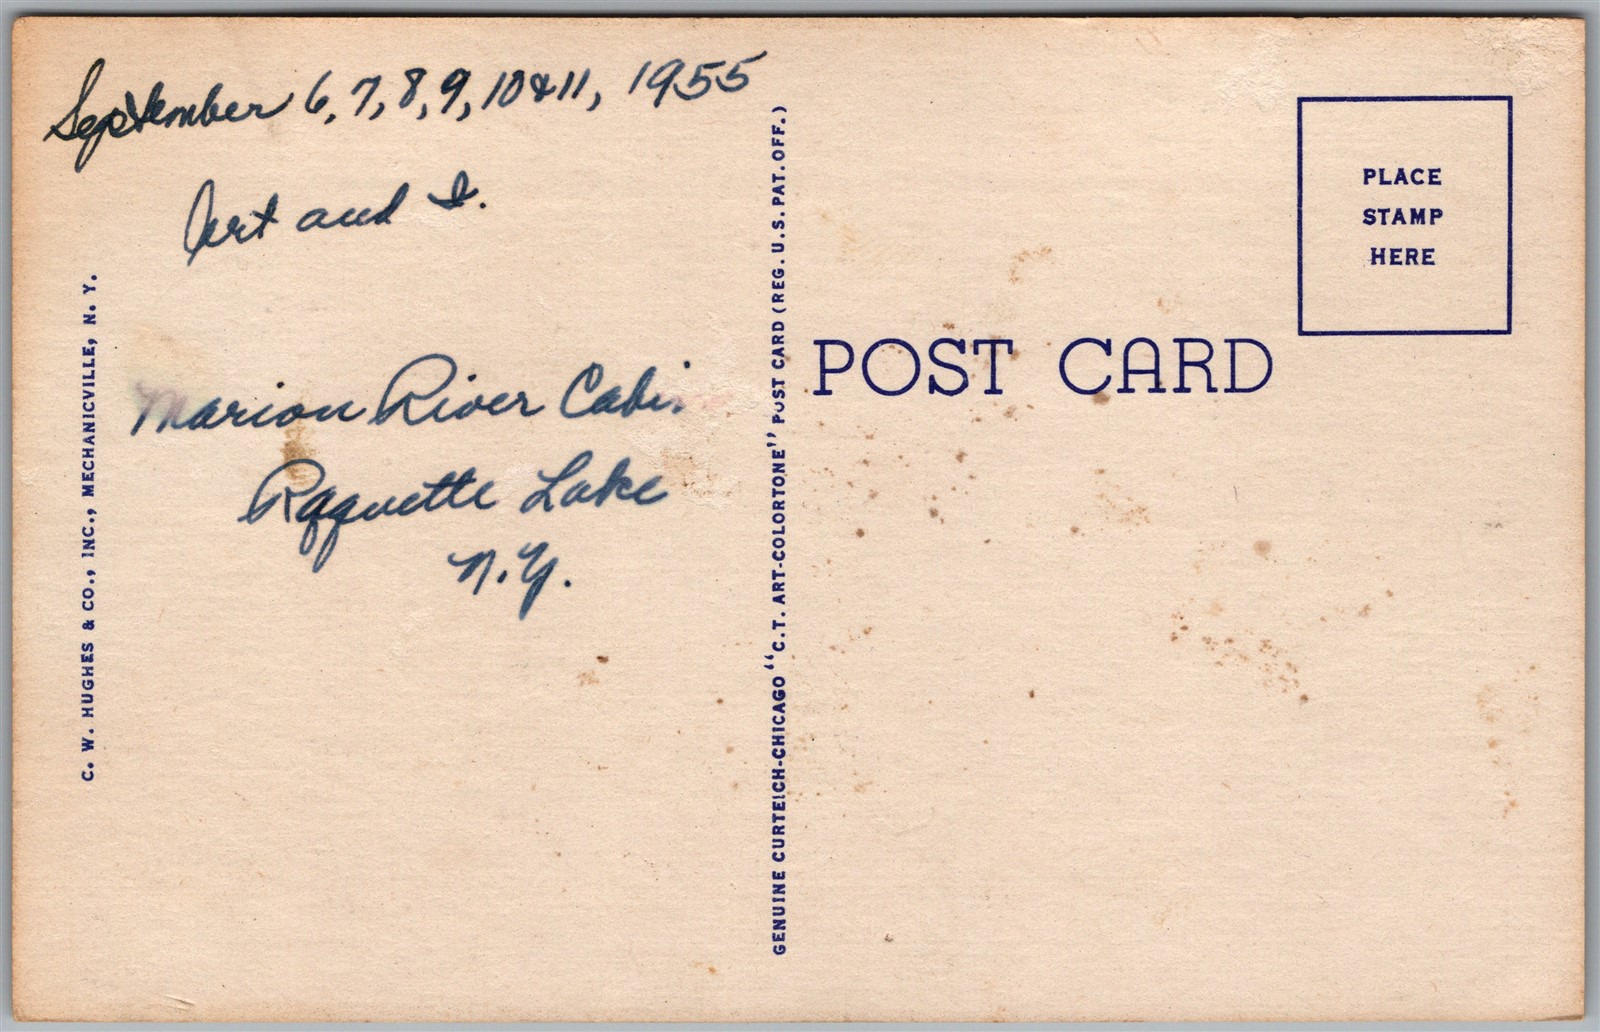 September 6, 7, 8, 9, 10 & 11, 1955
Art and I.
Marion River Cabi
Raquette Lake
N.Y.
C. W. HUGHES & CO., INC., MECHANICVILLE, N. Y.
GENUINE CURTEICH-CHICAGO "C.T. ART-COLORTONE" POST CARD (REG. U.S. PAT. OFF.)
POST CARD
PLACE
STAMP
HERE